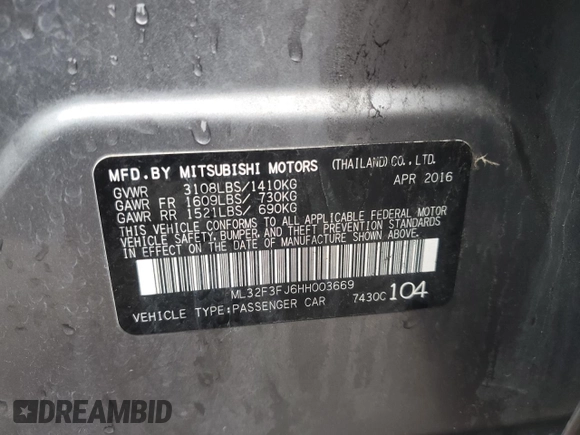 MFD.BY MITSUBISHI MOTORS (THAILAND) CO., LTD.
GVWR 3108LBS/1410KG APR 2016
GAWR FR 1609LBS/ 730KG
GAWR RR 1521LBS/ 690KG
THIS VEHICLE CONFORMS TO ALL APPLICABLE FEDERAL MOTOR
VEHICLE SAFETY, BUMPER, AND THEFT PREVENTION STANDARDS
IN EFFECT ON THE DATE OF MANUFACTURE SHOWN ABOVE.
ML32F3FJ6HH003669
VEHICLE TYPE:PASSENGER CAR 7430C 104
DREAMBID